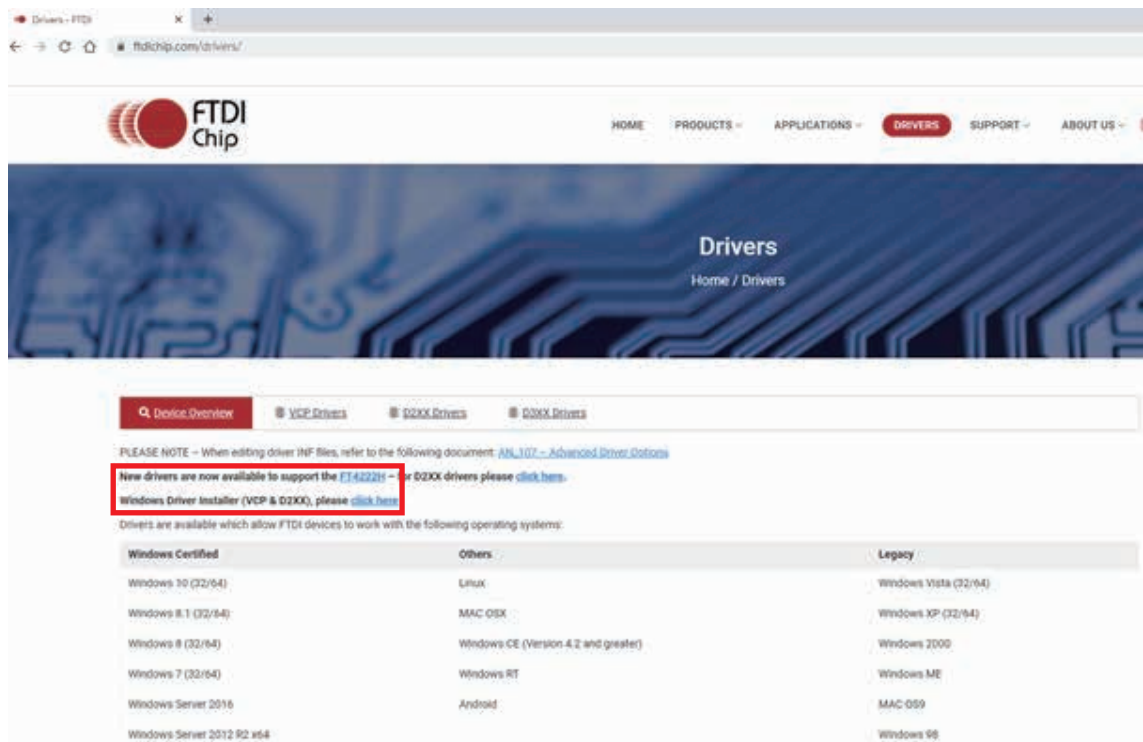 Drivers - FTDI
ftdichip.com/drivers/
FTDI
Chip
HOME PRODUCTS APPLICATIONS DRIVERS SUPPORT ABOUT US
Drivers
Home / Drivers
Device Overview VCP Drivers D2XX Drivers D3XX Drivers
PLEASE NOTE – When editing driver INF files, refer to the following document: AN_107 – Advanced Driver Options
New drivers are now available to support the FT4222H – for D2XX drivers please click here.
Windows Driver Installer (VCP & D2XX), please click here
Drivers are available which allow FTDI devices to work with the following operating systems:
Windows Certified Others Legacy
Windows 10 (32/64) Linux Windows Vista (32/64)
Windows 8.1 (32/64) MAC OSX Windows XP (32/64)
Windows 8 (32/64) Windows CE (Version 4.2 and greater) Windows 2000
Windows 7 (32/64) Windows RT Windows ME
Windows Server 2016 Android MAC OS9
Windows Server 2012 R2 x64 Windows 98